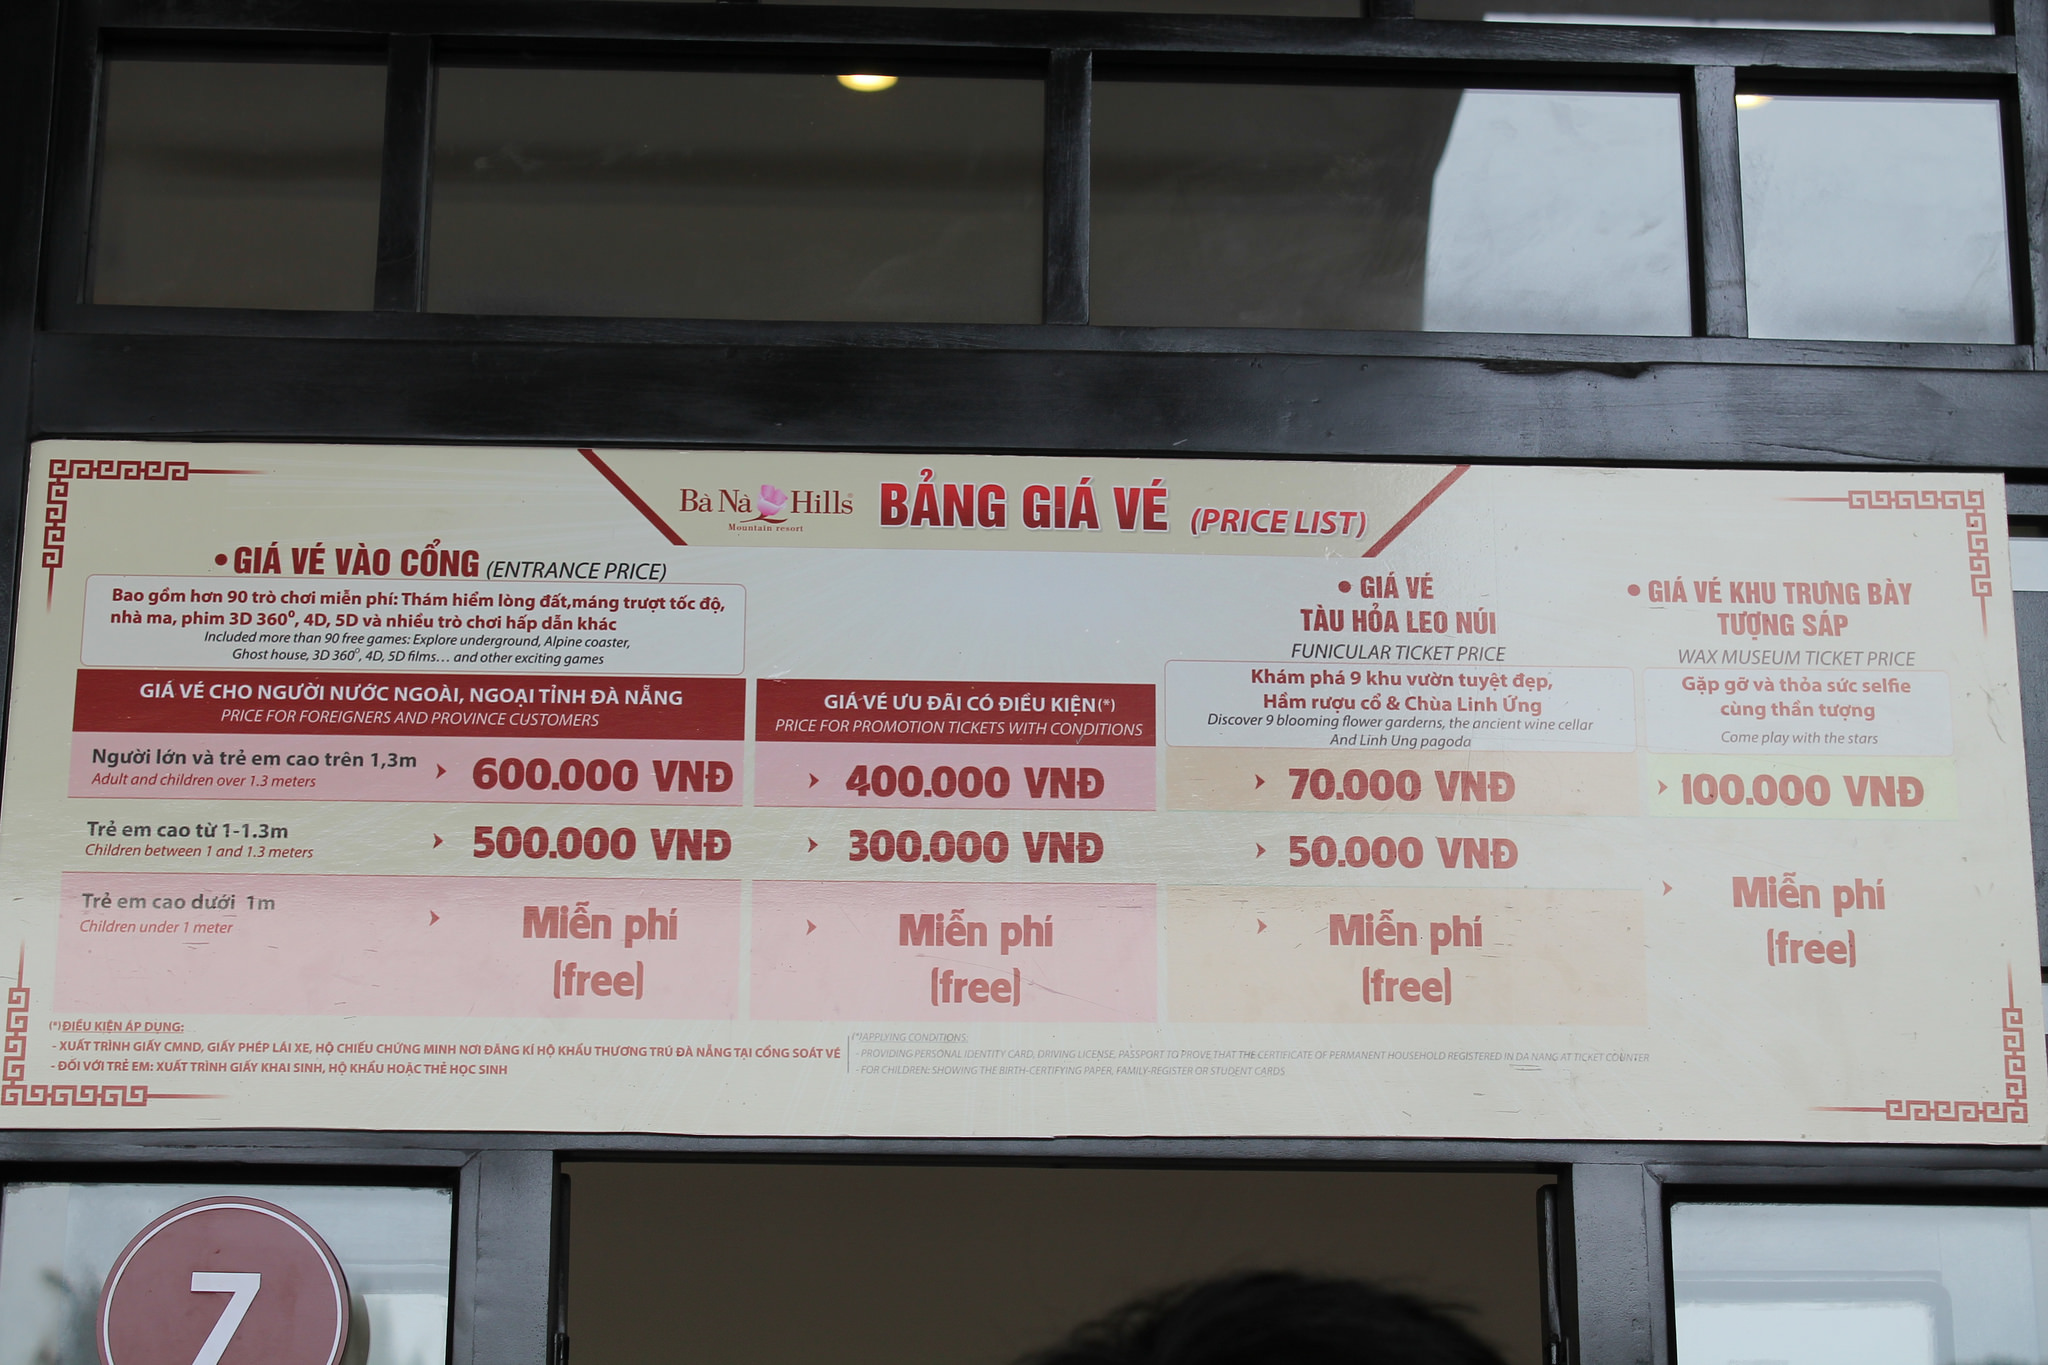 Bà Nà Hills
Mountain resort
BẢNG GIÁ VÉ (PRICE LIST)
• GIÁ VÉ VÀO CỔNG (ENTRANCE PRICE)
Bao gồm hơn 90 trò chơi miễn phí: Thám hiểm lòng đất,máng trượt tốc độ,
nhà ma, phim 3D 360⁰, 4D, 5D và nhiều trò chơi hấp dẫn khác
Included more than 90 free games: Explore underground, Alpine coaster,
Ghost house, 3D 360⁰, 4D, 5D films... and other exciting games
GIÁ VÉ CHO NGƯỜI NƯỚC NGOÀI, NGOẠI TỈNH ĐÀ NẴNG
PRICE FOR FOREIGNERS AND PROVINCE CUSTOMERS
Người lớn và trẻ em cao trên 1,3m
Adult and children over 1.3 meters
600.000 VNĐ
Trẻ em cao từ 1-1.3m
Children between 1 and 1.3 meters
500.000 VNĐ
Trẻ em cao dưới 1m
Children under 1 meter
Miễn phí
(free)
GIÁ VÉ ƯU ĐÃI CÓ ĐIỀU KIỆN(*)
PRICE FOR PROMOTION TICKETS WITH CONDITIONS
400.000 VNĐ
300.000 VNĐ
Miễn phí
(free)
• GIÁ VÉ
TÀU HỎA LEO NÚI
FUNICULAR TICKET PRICE
Khám phá 9 khu vườn tuyệt đẹp,
Hầm rượu cổ & Chùa Linh Ứng
Discover 9 blooming flower gardens, the ancient wine cellar
And Linh Ung pagoda
70.000 VNĐ
50.000 VNĐ
Miễn phí
(free)
• GIÁ VÉ KHU TRƯNG BÀY
TƯỢNG SÁP
WAX MUSEUM TICKET PRICE
Gặp gỡ và thỏa sức selfie
cùng thần tượng
Come play with the stars
100.000 VNĐ
Miễn phí
(free)
(*)ĐIỀU KIỆN ÁP DỤNG:
- XUẤT TRÌNH GIẤY CMND, GIẤY PHÉP LÁI XE, HỘ CHIẾU CHỨNG MINH NƠI ĐĂNG KÍ HỘ KHẨU THƯƠNG TRÚ ĐÀ NẴNG TẠI CỔNG SOÁT VÉ
- ĐỐI VỚI TRẺ EM: XUẤT TRÌNH GIẤY KHAI SINH, HỘ KHẨU HOẶC THẺ HỌC SINH
(*)APPLYING CONDITIONS:
- PROVIDING PERSONAL IDENTITY CARD, DRIVING LICENSE, PASSPORT TO PROVE THAT THE CERTIFICATE OF PERMANENT HOUSEHOLD REGISTERED IN DA NANG AT TICKET COUNTER
- FOR CHILDREN: SHOWING THE BIRTH-CERTIFYING PAPER, FAMILY-REGISTER OR STUDENT CARDS
7